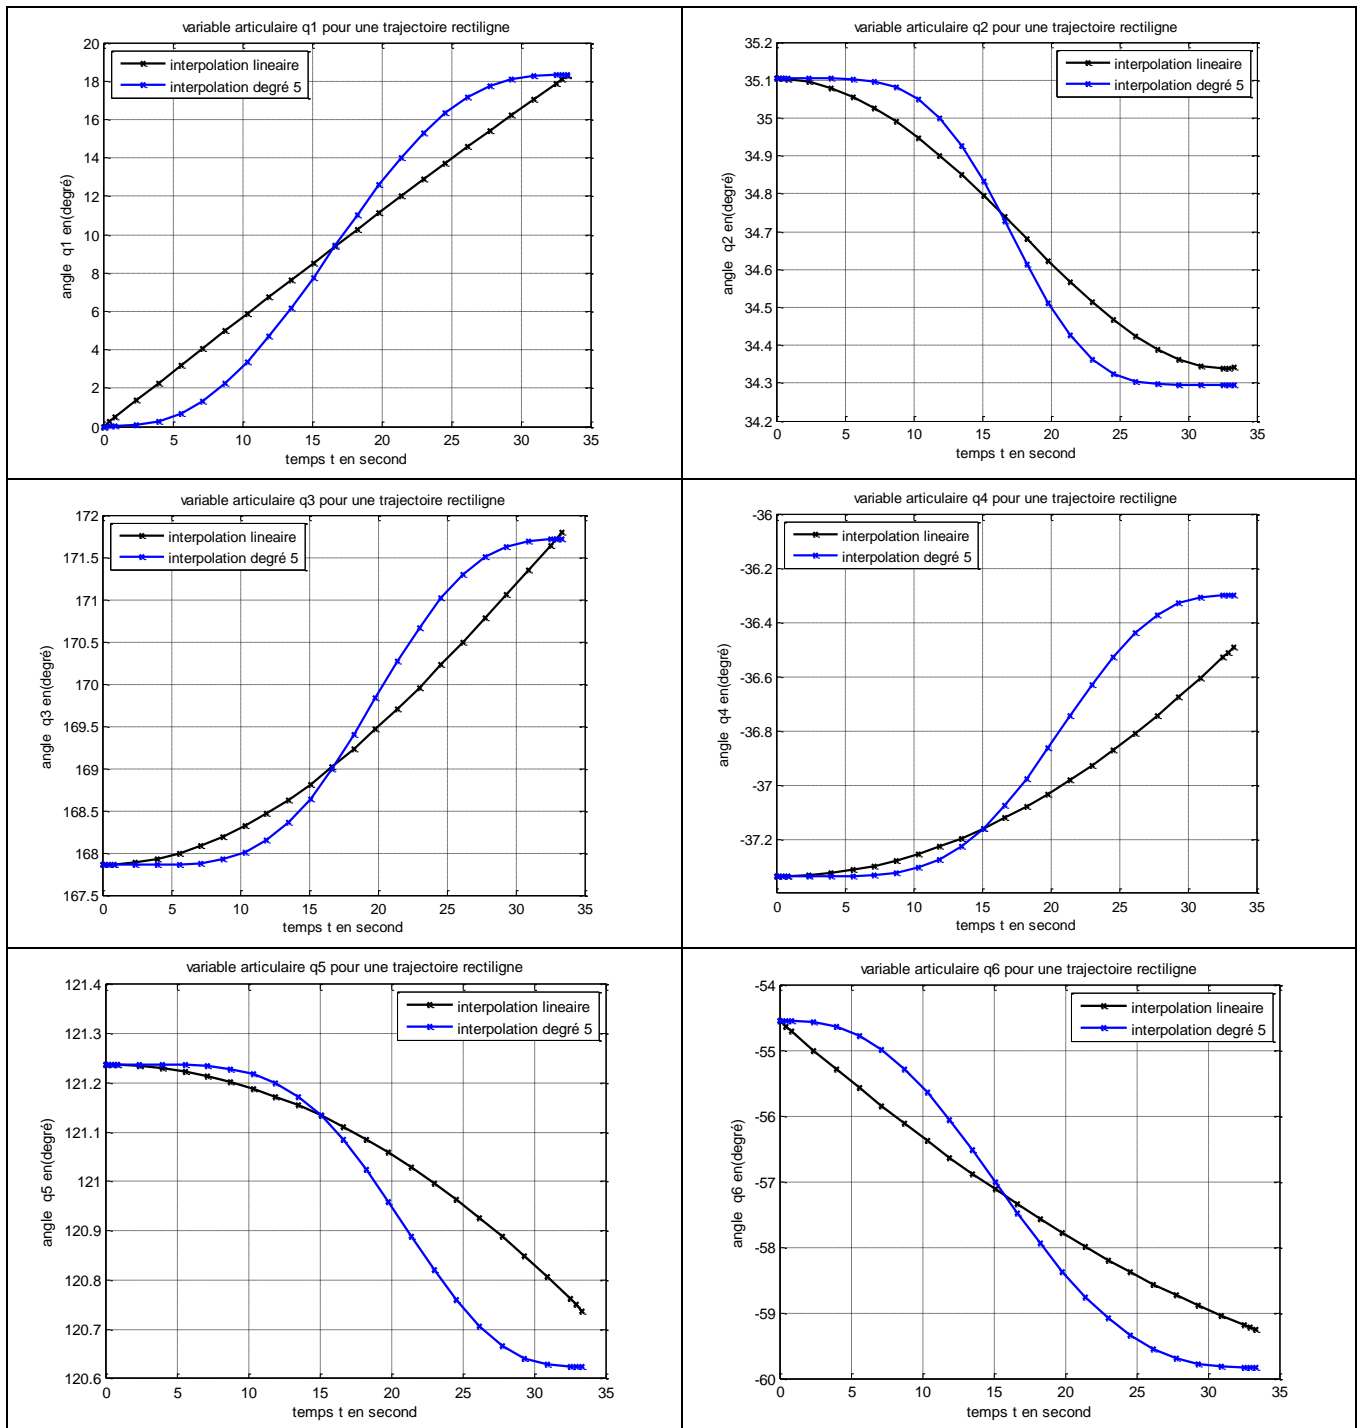 variable articulaire q1 pour une trajectoire rectiligne
20
18
16
14
12
10
8
6
4
2
0
angle q1 en(degré)
interpolation lineaire
interpolation degré 5
0 5 10 15 20 25 30 35
temps t en second
variable articulaire q2 pour une trajectoire rectiligne
35.2
35.1
35
34.9
34.8
34.7
34.6
34.5
34.4
34.3
34.2
angle q2 en(degré)
interpolation lineaire
interpolation degré 5
0 5 10 15 20 25 30 35
temps t en second
variable articulaire q3 pour une trajectoire rectiligne
172
171.5
171
170.5
170
169.5
169
168.5
168
167.5
angle q3 en(degré)
interpolation lineaire
interpolation degré 5
0 5 10 15 20 25 30 35
temps t en second
variable articulaire q4 pour une trajectoire rectiligne
-36
-36.2
-36.4
-36.6
-36.8
-37
-37.2
angle q4 en(degré)
interpolation lineaire
interpolation degré 5
0 5 10 15 20 25 30 35
temps t en second
variable articulaire q5 pour une trajectoire rectiligne
121.4
121.3
121.2
121.1
121
120.9
120.8
120.7
120.6
angle q5 en(degré)
interpolation lineaire
interpolation degré 5
0 5 10 15 20 25 30 35
temps t en second
variable articulaire q6 pour une trajectoire rectiligne
-54
-55
-56
-57
-58
-59
-60
angle q6 en(degré)
interpolation lineaire
interpolation degré 5
0 5 10 15 20 25 30 35
temps t en second